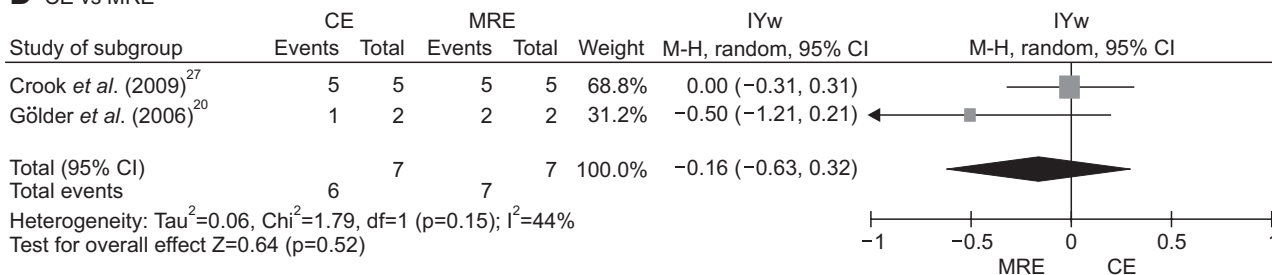 D CE vs MRE
CE MRE IYw IYw
Study of subgroup Events Total Events Total Weight M-H, random, 95% CI M-H, random, 95% CI
Crook et al. (2009)27 5 5 5 5 68.8% 0.00 (−0.31, 0.31)
Gölder et al. (2006)20 1 2 2 2 31.2% −0.50 (−1.21, 0.21)
Total (95% CI) 7 7 100.0% −0.16 (−0.63, 0.32)
Total events 6 7
Heterogeneity: Tau2=0.06, Chi2=1.79, df=1 (p=0.15); I2=44%
Test for overall effect Z=0.64 (p=0.52)
−1 −0.5 0 0.5 1
MRE CE